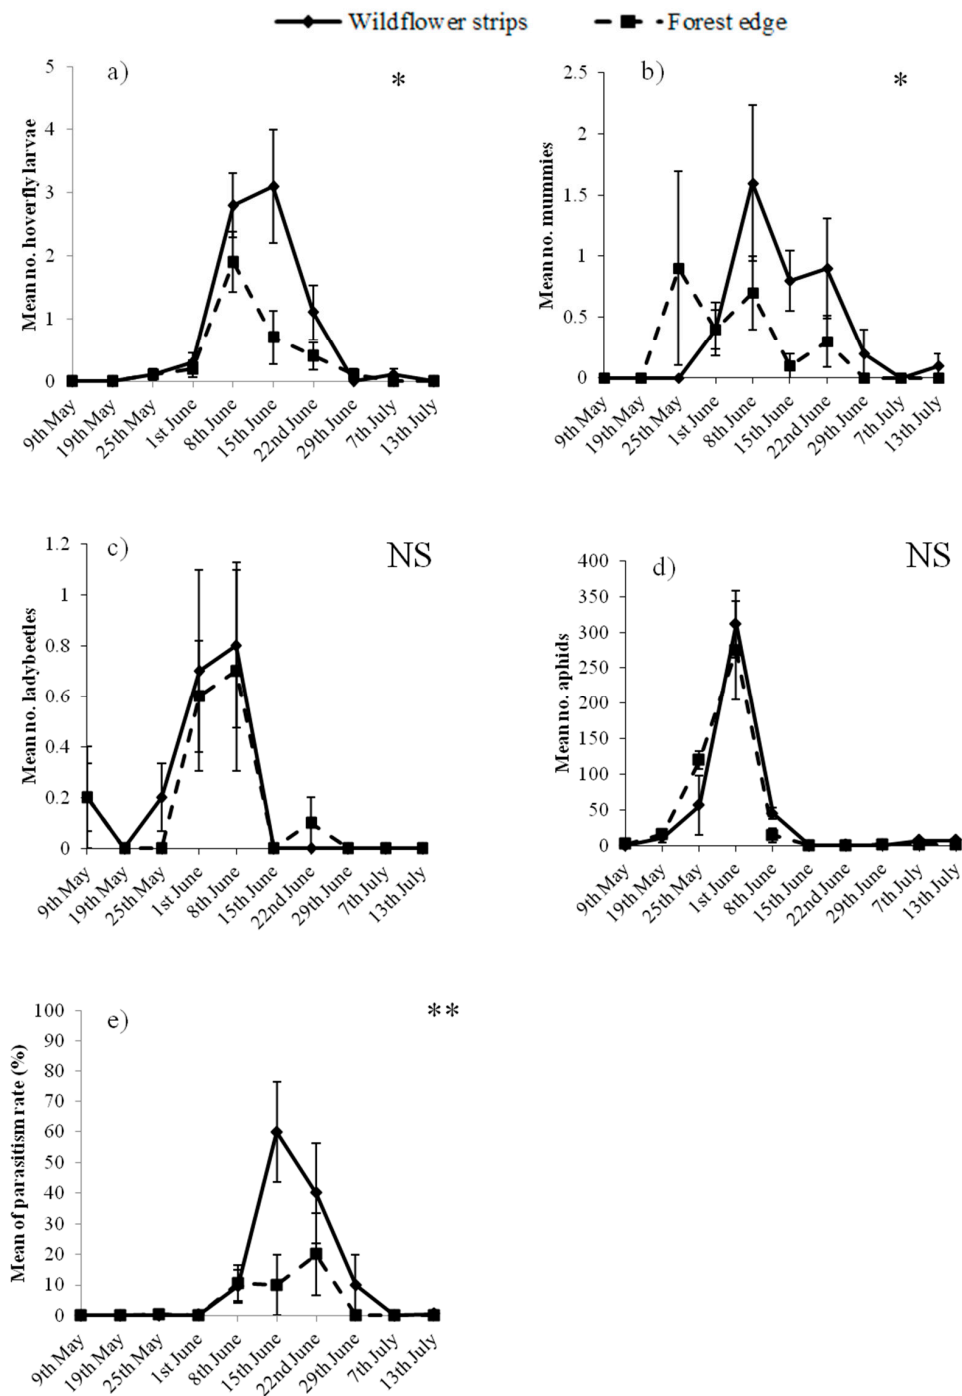 Wildflower strips Forest edge
a) *
Mean no. hoverfly larvae
5
4
3
2
1
0
9th May 19th May 25th May 1st June 8th June 15th June 22nd June 29th June 7th July 13th July
b) *
Mean no. mummies
2.5
2
1.5
1
0.5
0
9th May 19th May 25th May 1st June 8th June 15th June 22nd June 29th June 7th July 13th July
c) NS
Mean no. ladybeetles
1.2
1
0.8
0.6
0.4
0.2
0
9th May 19th May 25th May 1st June 8th June 15th June 22nd June 29th June 7th July 13th July
d) NS
Mean no. aphids
400
350
300
250
200
150
100
50
0
9th May 19th May 25th May 1st June 8th June 15th June 22nd June 29th June 7th July 13th July
e) **
Mean of parasitism rate (%)
100
90
80
70
60
50
40
30
20
10
0
9th May 19th May 25th May 1st June 8th June 15th June 22nd June 29th June 7th July 13th July